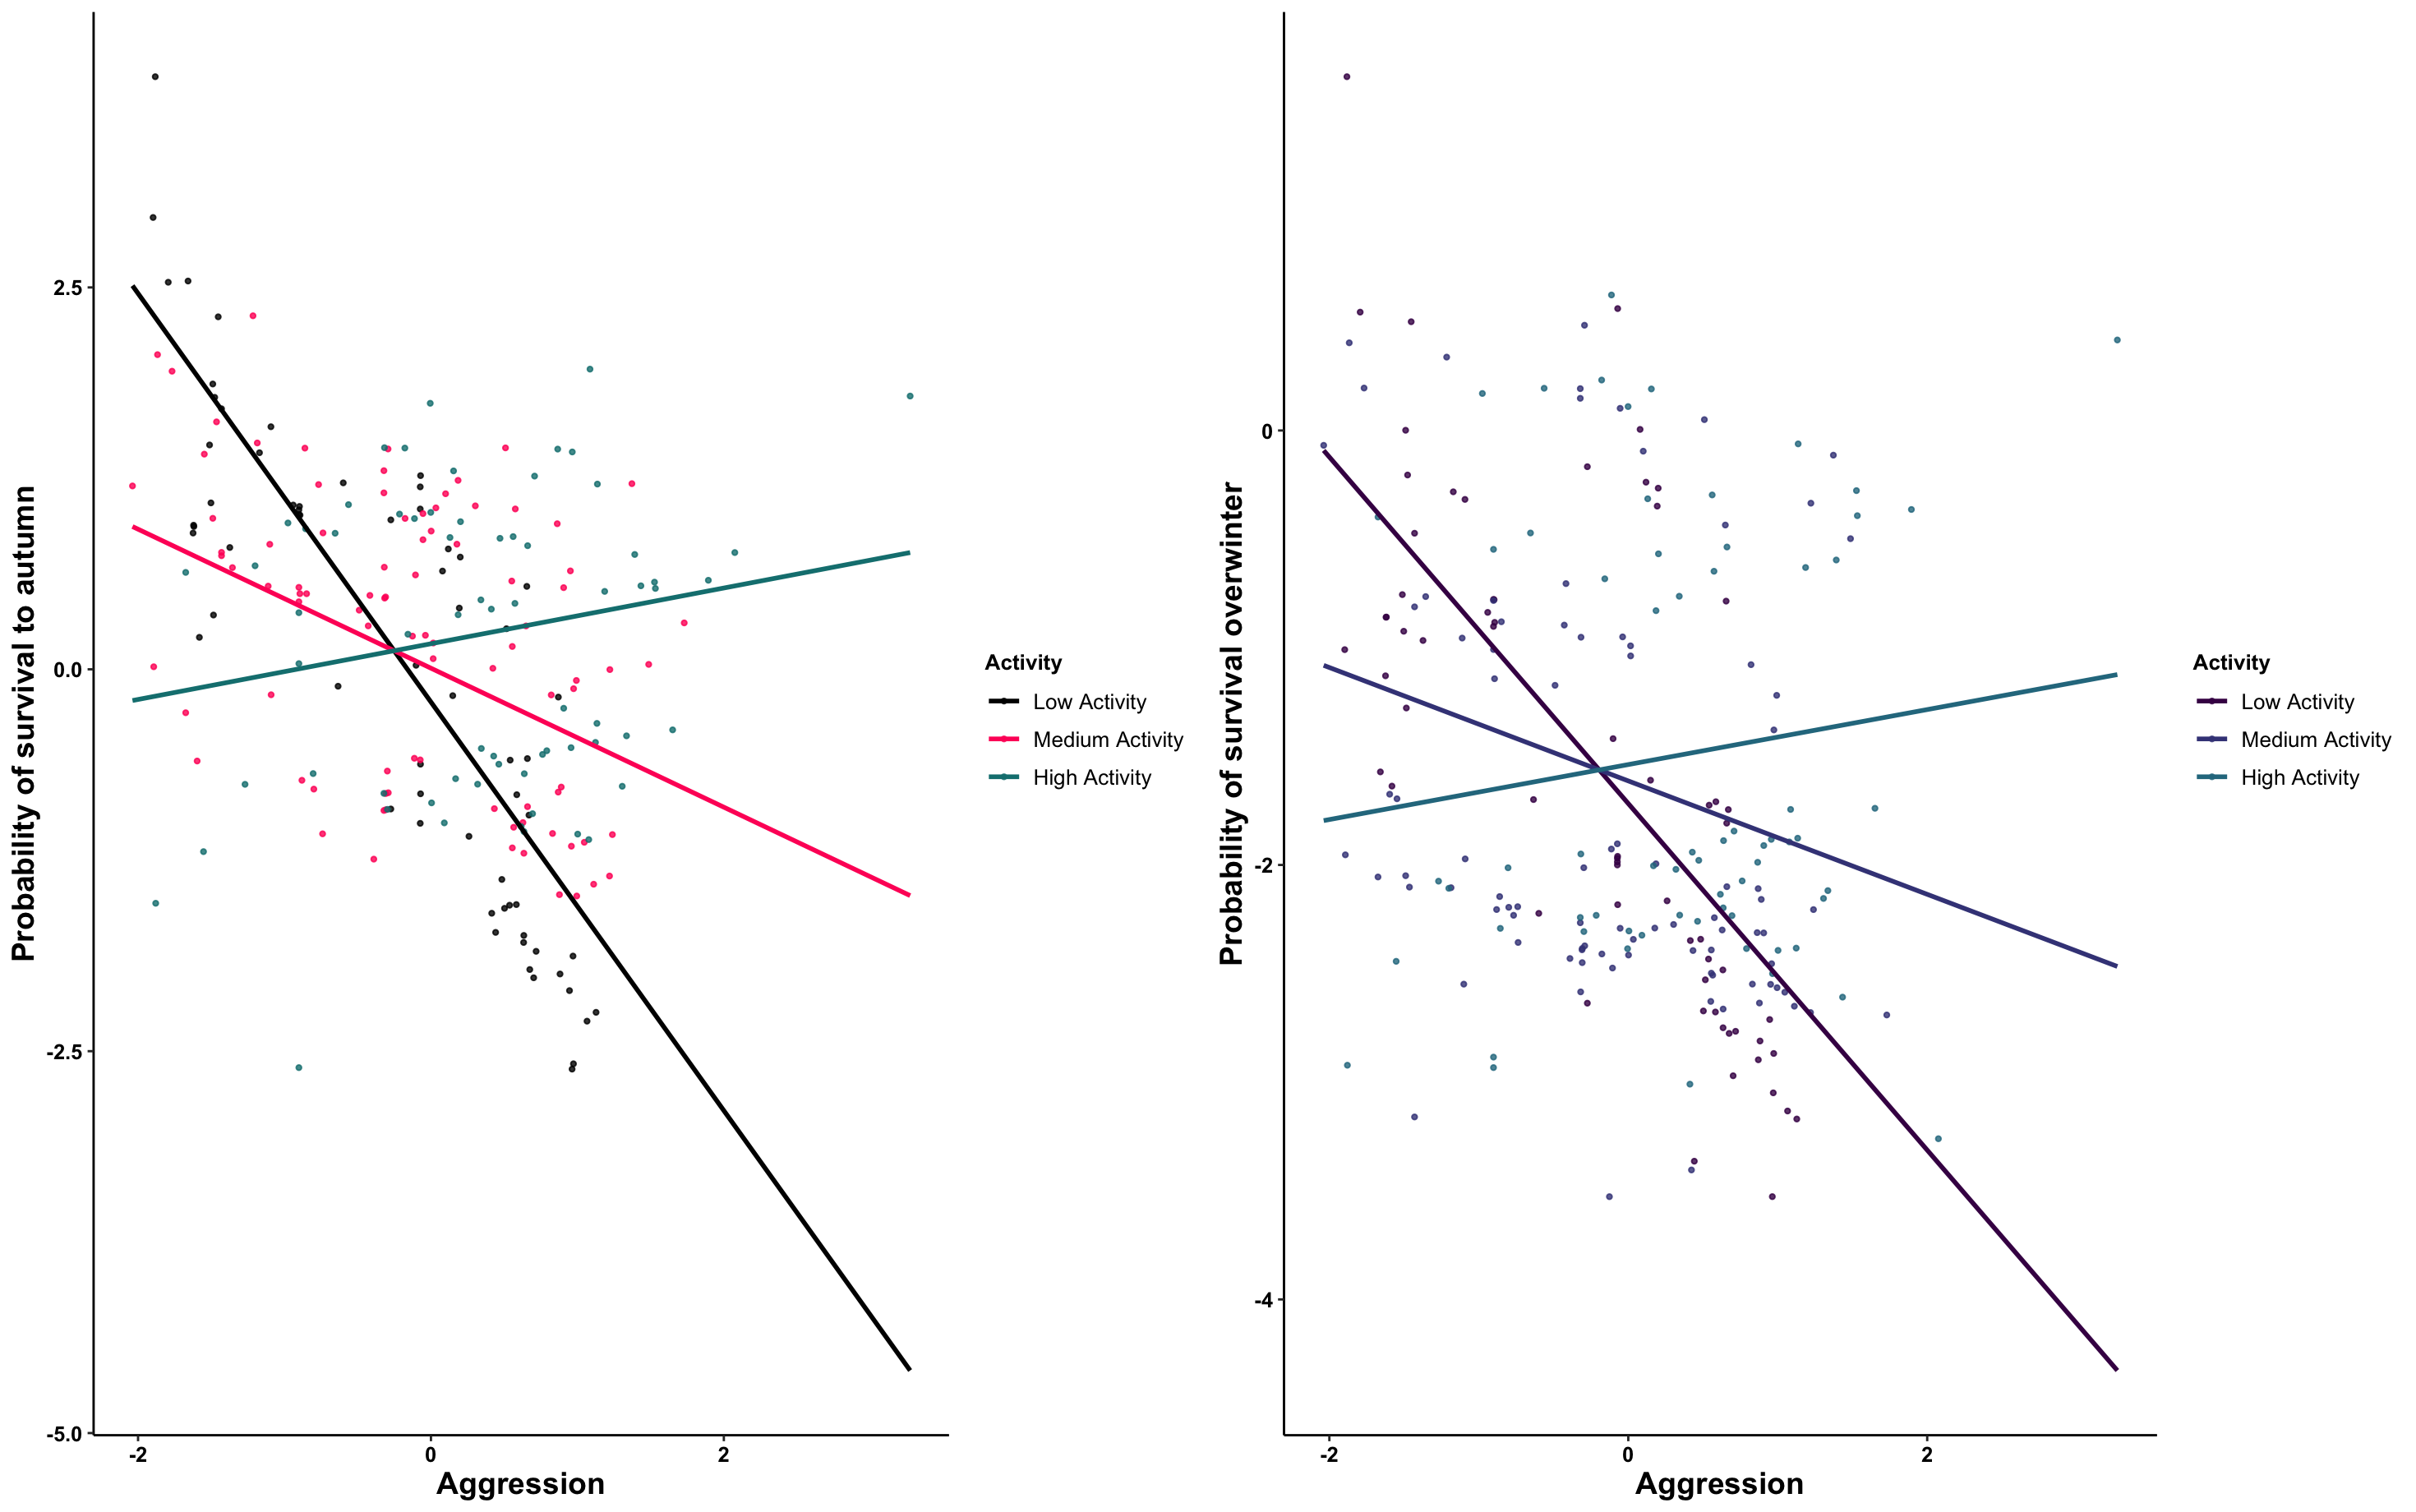 Probability of survival to autumn
2.5
0.0
-2.5
-5.0
-2
0
2
Aggression
Activity
Low Activity
Medium Activity
High Activity
Probability of survival overwinter
0
-2
-4
-2
0
2
Aggression
Activity
Low Activity
Medium Activity
High Activity